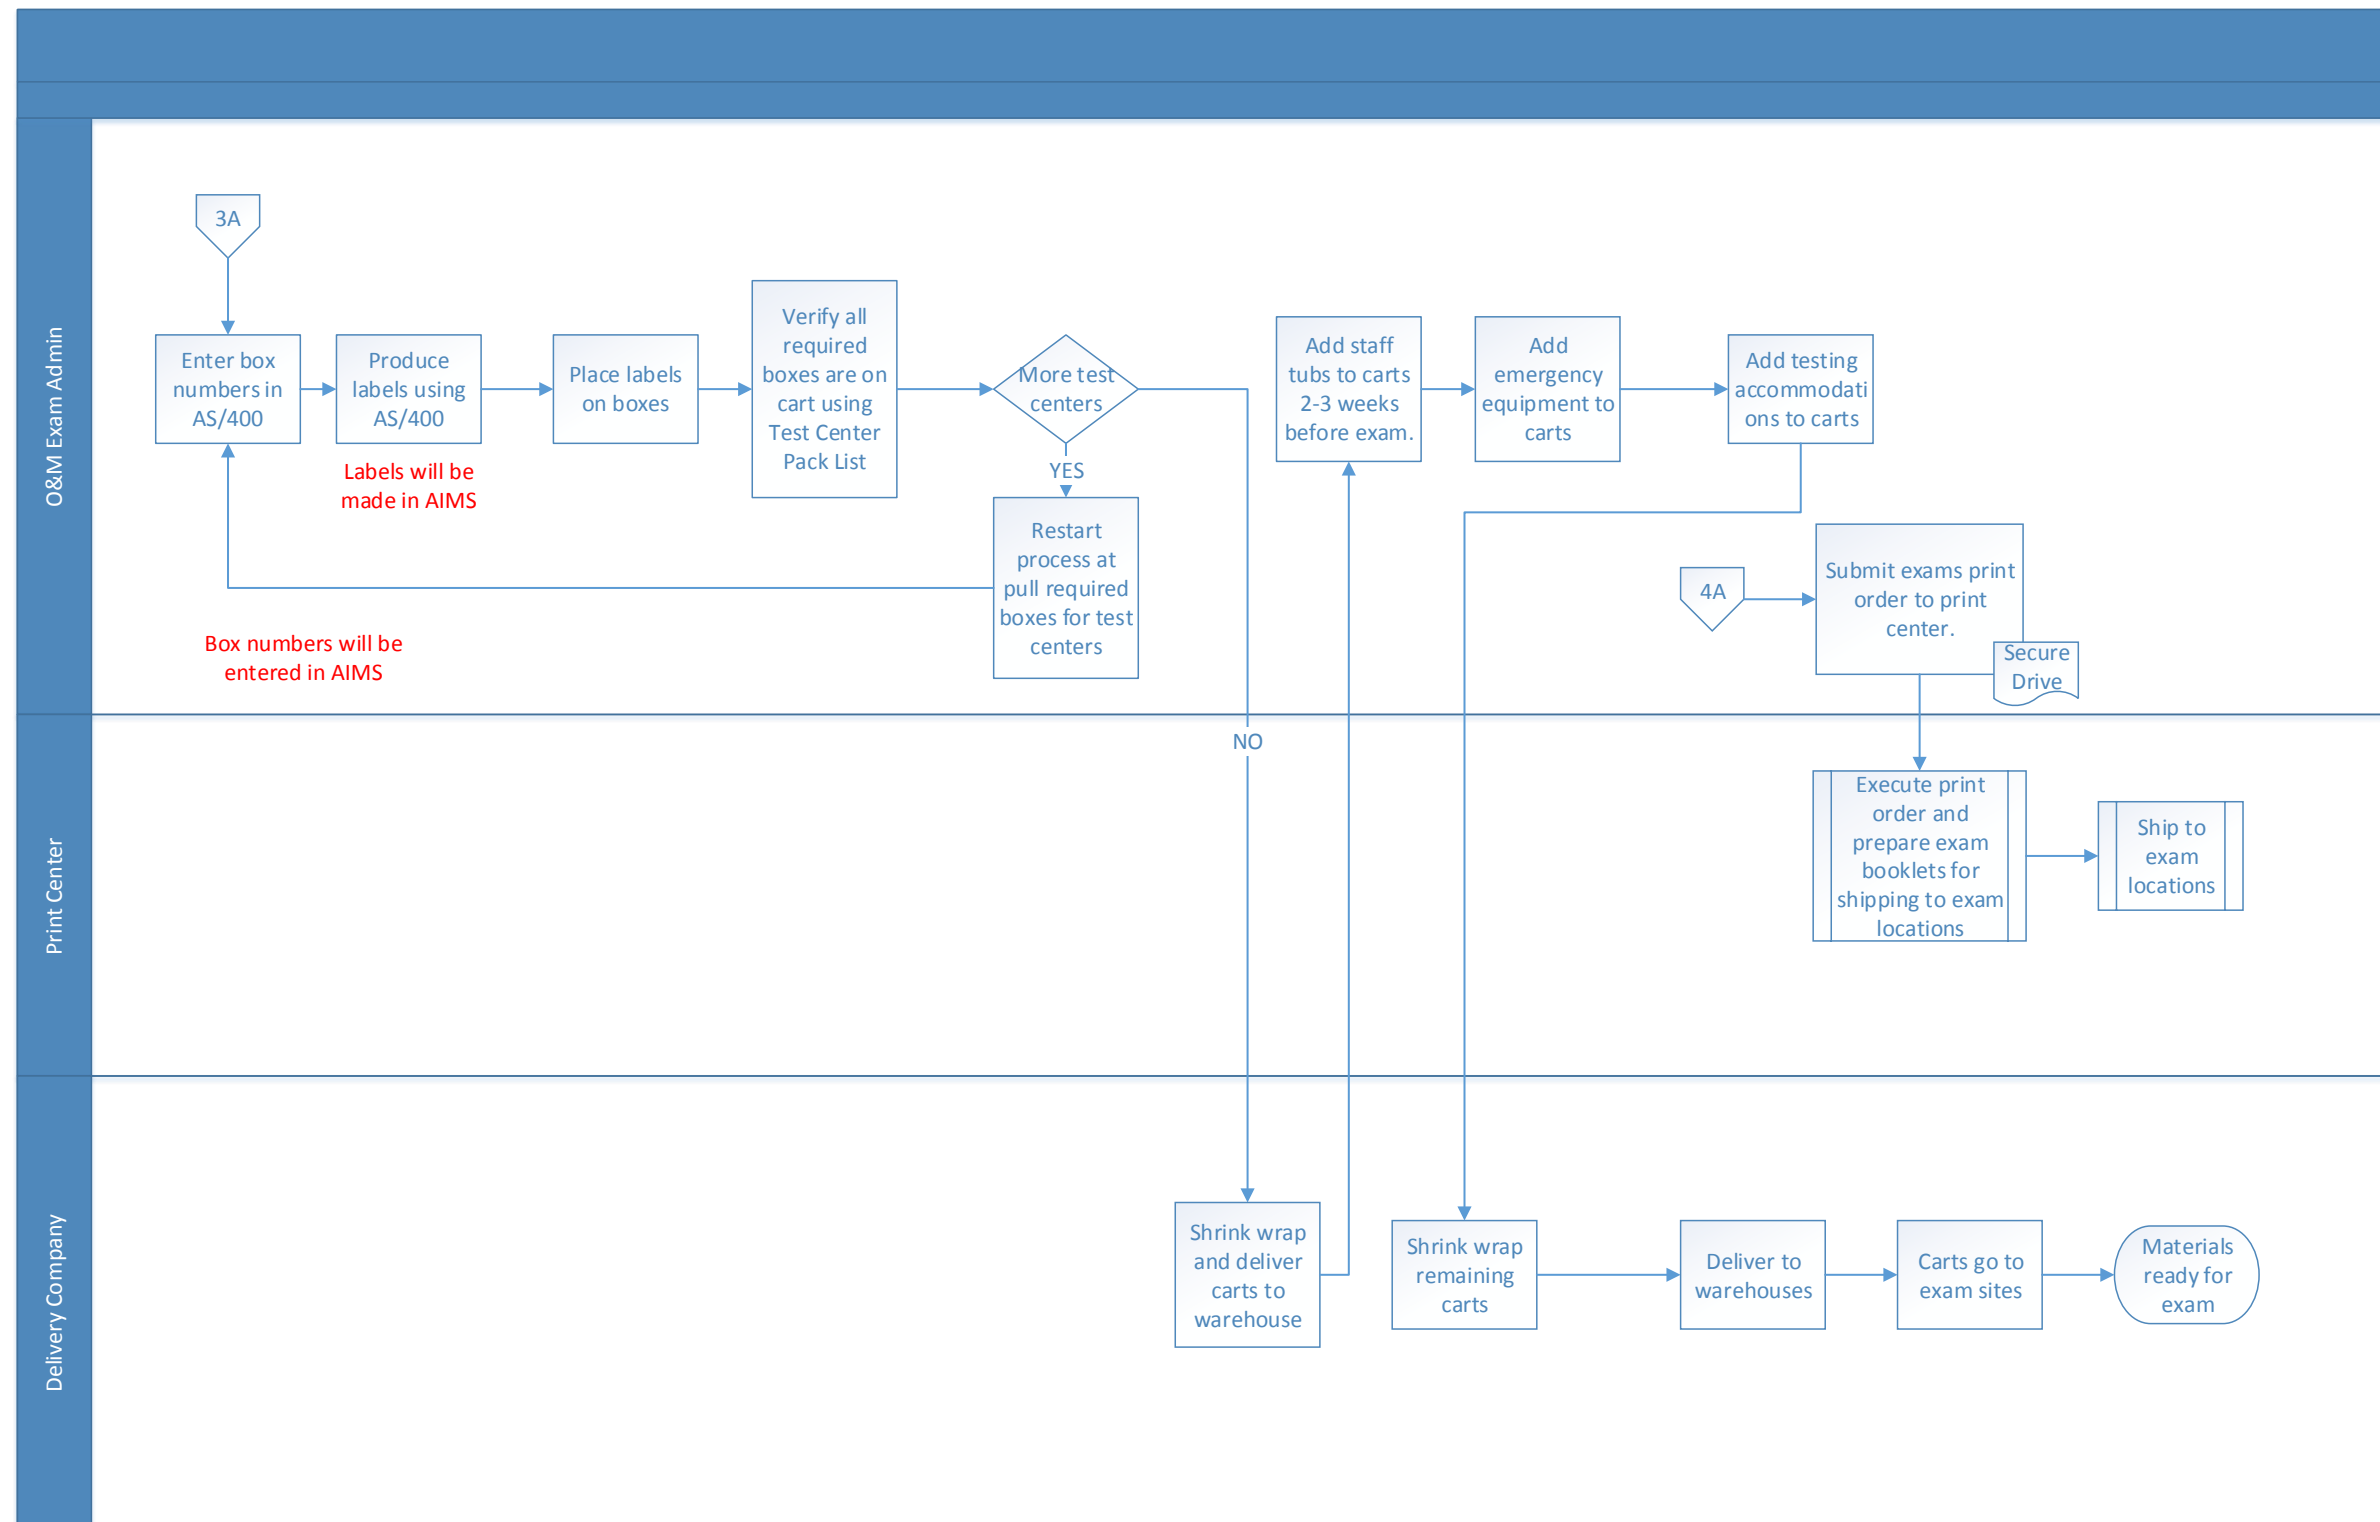 O&M Exam Admin
3A
Enter box
numbers in
AS/400
Produce
labels using
AS/400
Labels will be
made in AIMS
Box numbers will be
entered in AIMS
Place labels
on boxes
Verify all
required
boxes are on
cart using
Test Center
Pack List
More test
centers
YES
Restart
process at
pull required
boxes for test
centers
NO
Add staff
tubs to carts
2-3 weeks
before exam.
Add
emergency
equipment to
carts
Add testing
accommodati
ons to carts
4A
Submit exams print
order to print
center.
Secure
Drive
Print Center
Execute print
order and
prepare exam
booklets for
shipping to exam
locations
Ship to
exam
locations
Delivery Company
Shrink wrap
and deliver
carts to
warehouse
Shrink wrap
remaining
carts
Deliver to
warehouses
Carts go to
exam sites
Materials
ready for
exam